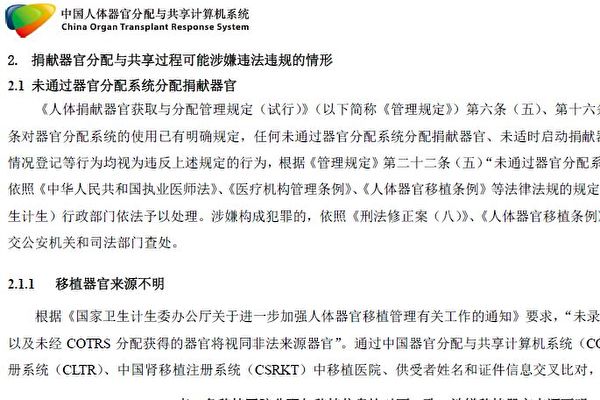 中国人体器官分配与共享计算机系统
China Organ Transplant Response System
2. 捐献器官分配与共享过程可能涉嫌违法违规的情形
2.1 未通过器官分配系统分配捐献器官
《人体捐献器官获取与分配管理规定（试行）》（以下简称《管理规定》）第六条（五）、第十六
条对器官分配系统的使用已有明确规定，任何未通过器官分配系统分配捐献器官、未适时启动捐献器
情况登记等行为均视为违反上述规定的行为，根据《管理规定》第二十二条（五）“未通过器官分配系
依照《中华人民共和国执业医师法》、《医疗机构管理条例》、《人体器官移植条例》等法律法规的规定
生计生）行政部门依法予以处理。涉嫌构成犯罪的，依照《刑法修正案（八）》、《人体器官移植条例》
交公安机关和司法部门查处。
2.1.1 移植器官来源不明
根据《国家卫生计生委办公厅关于进一步加强人体器官移植管理有关工作的通知》要求，“未录
以及未经 COTRS 分配获得的器官将视同非法来源器官”。通过中国器官分配与共享计算机系统（CO
册系统（CLTR）、中国肾移植注册系统（CSRKT）中移植医院、供受者姓名和证件信息交叉比对，